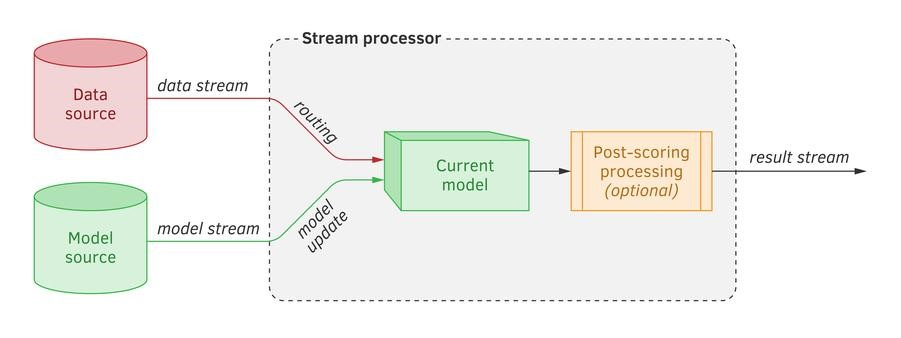 Stream processor
data stream
Data
source
routing
Current
model
Post-scoring
processing
(optional)
result stream
model stream
model
update
Model
source